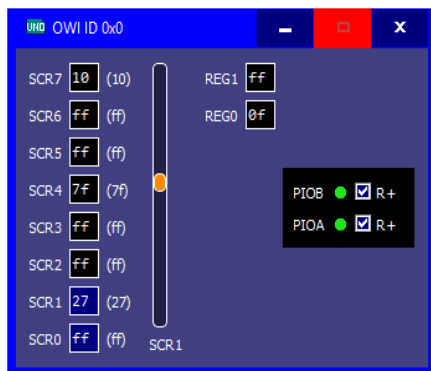 UNO OWI ID 0x0 X
SCR7 10 (10) REG1 ff
SCR6 ff (ff) REG0 0f
SCR5 ff (ff)
SCR4 7f (7f) PIOB R+
SCR3 ff (ff) PIOA R+
SCR2 ff (ff)
SCR1 27 (27)
SCR0 ff (ff) SCR1